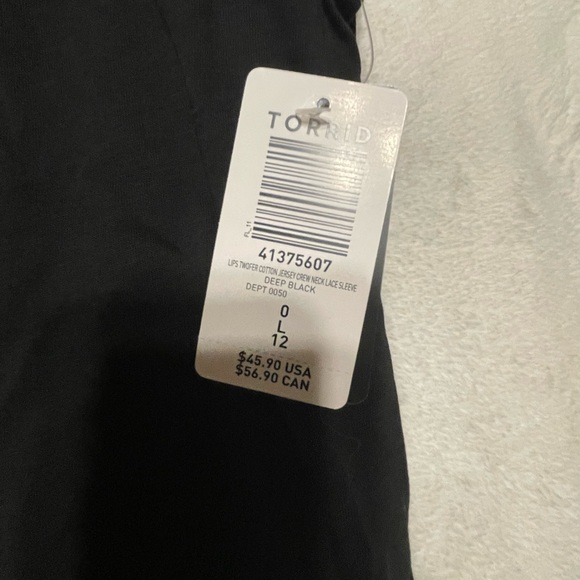 TORRID
41375607
LIPS TWOFER COTTON JERSEY CREW NECK LACE SLEEVE
DEEP BLACK
DEPT 0050
0
L
12
$45.90 USA
$56.90 CAN